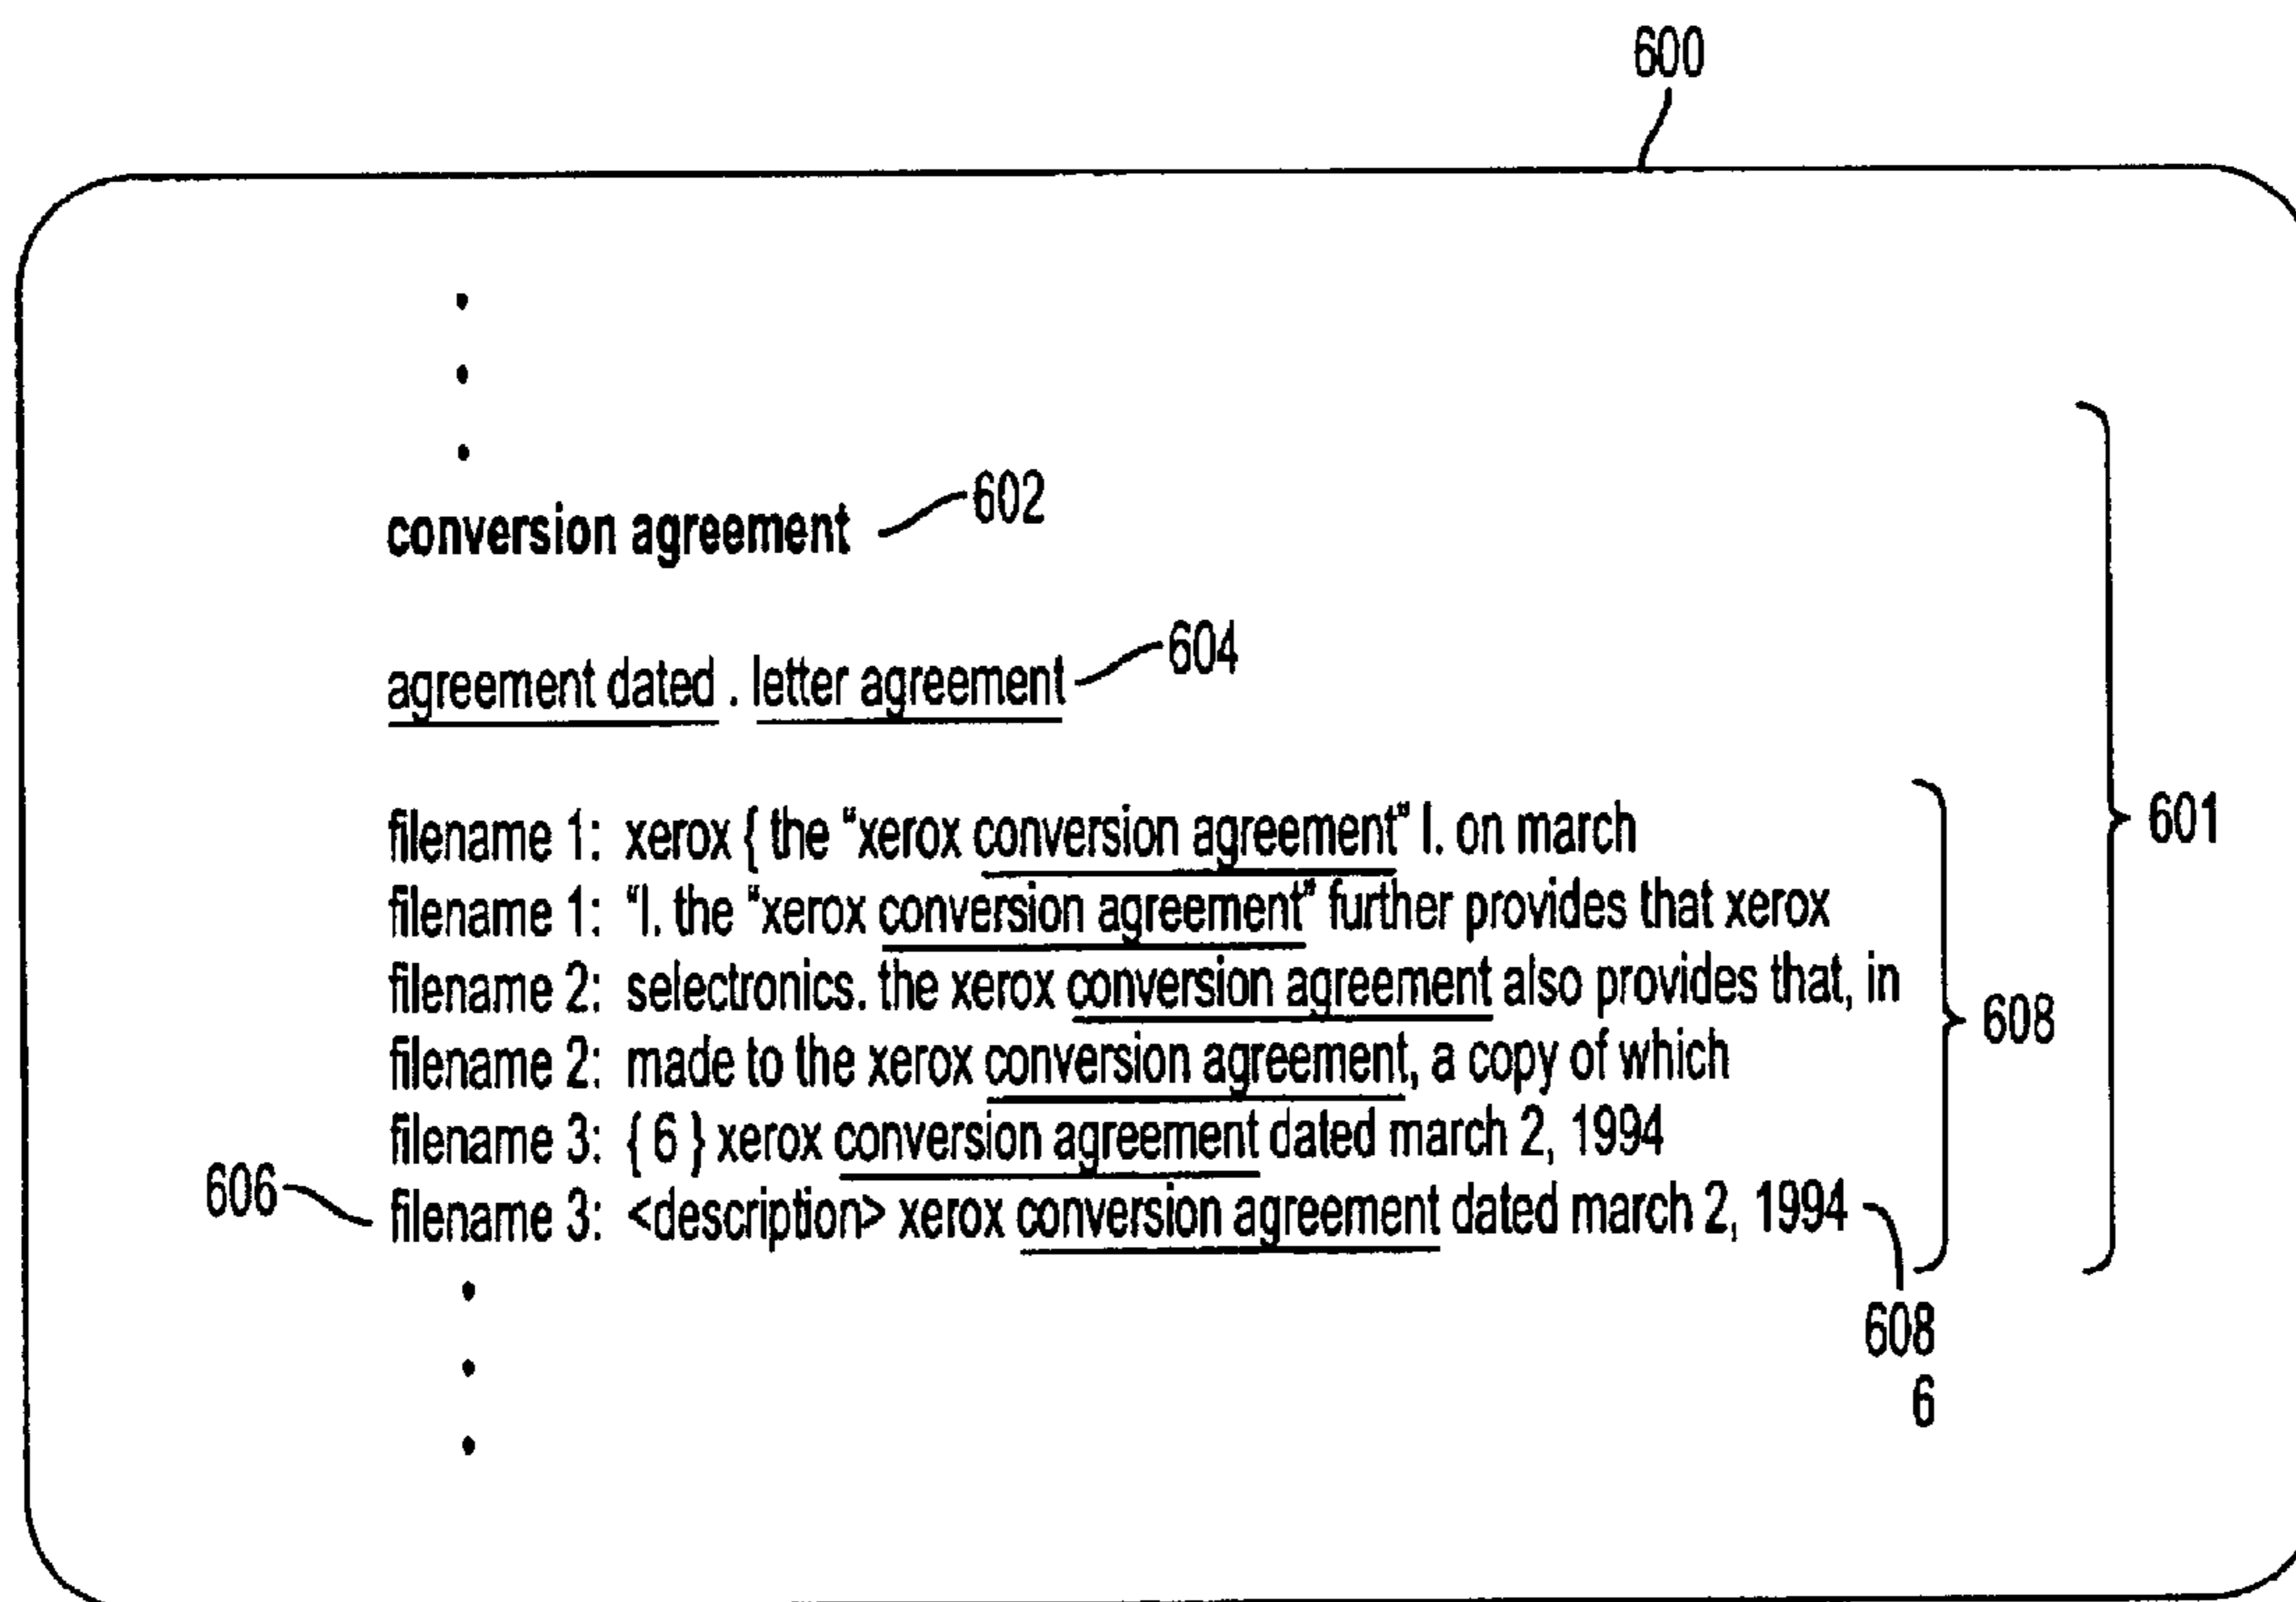 600
conversion agreement 602
agreement dated . letter agreement 604
filename 1: xerox { the "xerox conversion agreement" l. on march
filename 1: "l. the "xerox conversion agreement" further provides that xerox
filename 2: selectronics. the xerox conversion agreement also provides that, in
filename 2: made to the xerox conversion agreement, a copy of which
filename 3: { 6 } xerox conversion agreement dated march 2, 1994
606 filename 3: <description> xerox conversion agreement dated march 2, 1994
608
601
608
6